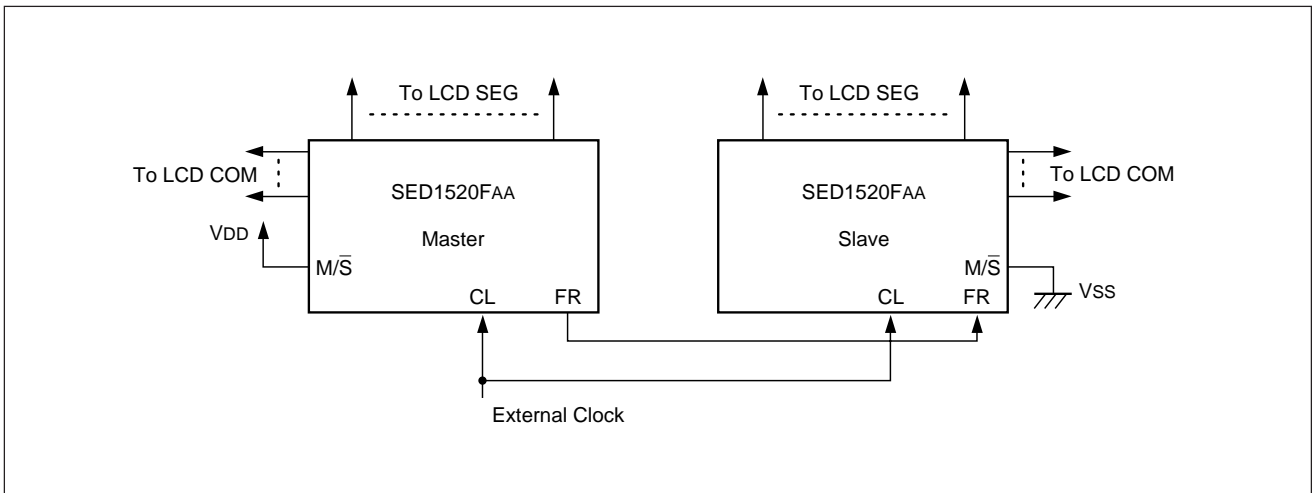 To LCD SEG
To LCD SEG
To LCD COM
SED1520FAA
SED1520FAA
To LCD COM
VDD
Master
Slave
M/S̅
M/S̅
VSS
CL
FR
CL
FR
External Clock